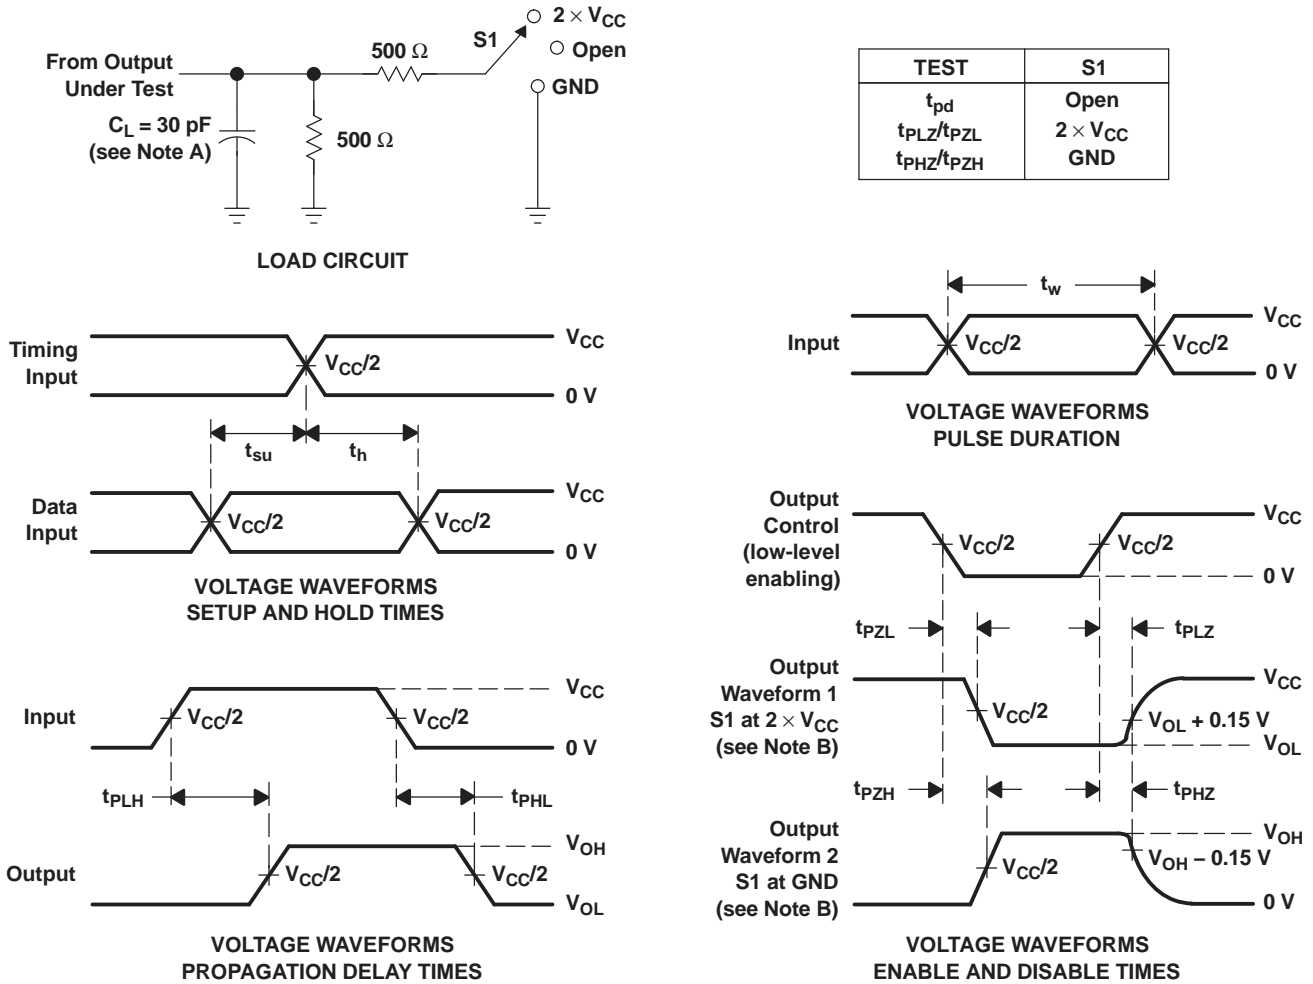 From Output
Under Test
C_L = 30 pF
(see Note A)
500 Ω
500 Ω
S1
2 × V_CC
Open
GND
LOAD CIRCUIT
TEST S1
t_pd Open
t_PLZ/t_PZL 2 × V_CC
t_PHZ/t_PZH GND
Timing
Input
V_CC/2
V_CC
0 V
t_su
t_h
Data
Input
V_CC/2
V_CC/2
V_CC
0 V
VOLTAGE WAVEFORMS
SETUP AND HOLD TIMES
t_w
Input
V_CC/2
V_CC/2
V_CC
0 V
VOLTAGE WAVEFORMS
PULSE DURATION
Input
V_CC/2
V_CC/2
V_CC
0 V
t_PLH
t_PHL
Output
V_CC/2
V_CC/2
V_OH
V_OL
VOLTAGE WAVEFORMS
PROPAGATION DELAY TIMES
Output
Control
(low-level
enabling)
V_CC/2
V_CC/2
V_CC
0 V
t_PZL
t_PLZ
Output
Waveform 1
S1 at 2 × V_CC
(see Note B)
V_CC/2
V_CC
V_OL + 0.15 V
V_OL
t_PZH
t_PHZ
Output
Waveform 2
S1 at GND
(see Note B)
V_CC/2
V_OH
V_OH − 0.15 V
0 V
VOLTAGE WAVEFORMS
ENABLE AND DISABLE TIMES